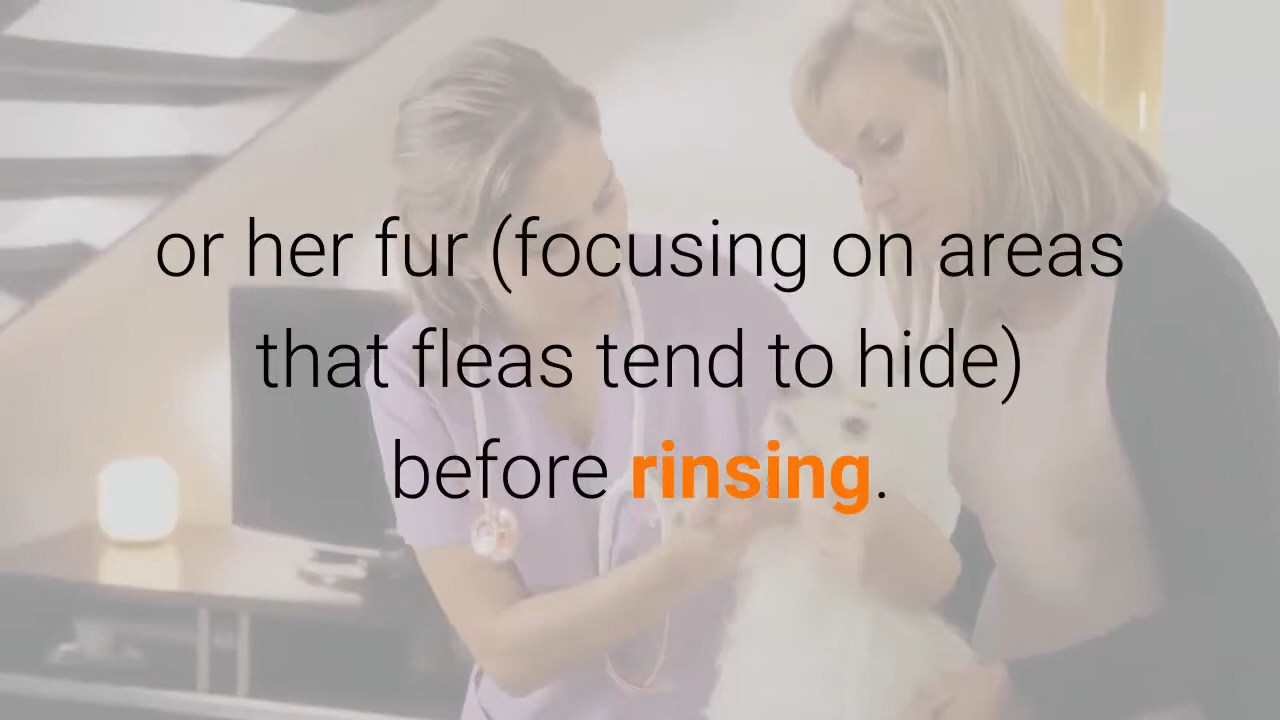 or her fur (focusing on areas
that fleas tend to hide)
before rinsing.